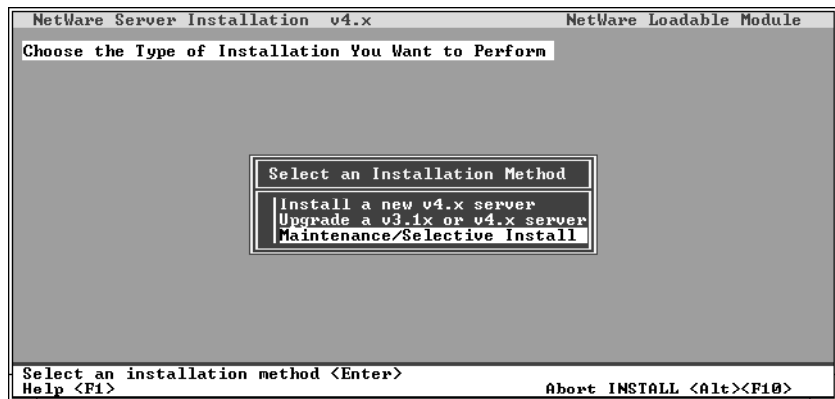 NetWare Server Installation v4.x NetWare Loadable Module
Choose the Type of Installation You Want to Perform
Select an Installation Method
Install a new v4.x server
Upgrade a v3.1x or v4.x server
Maintenance/Selective Install
Select an installation method <Enter>
Help <F1> Abort INSTALL <Alt><F10>